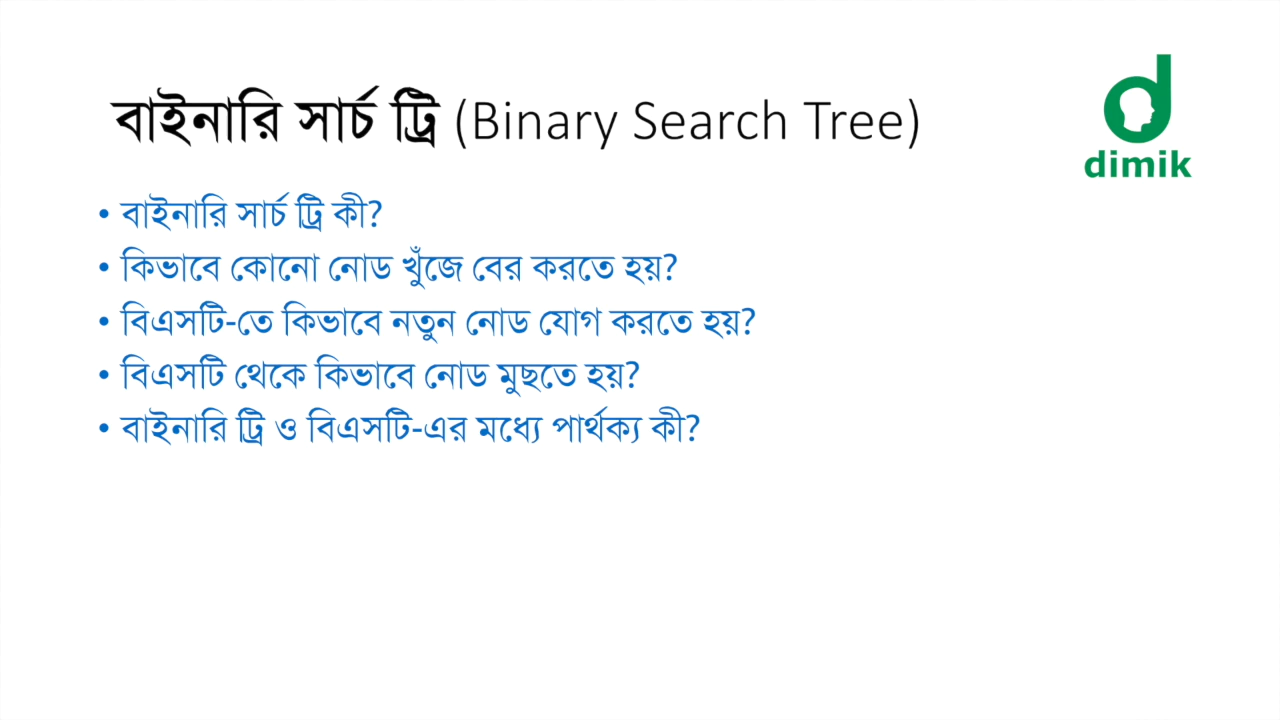 বাইনারি সার্চ ট্রি (Binary Search Tree)
dimik
• বাইনারি সার্চ ট্রি কী?
• কিভাবে কোনো নোড খুঁজে বের করতে হয়?
• বিএসটি-তে কিভাবে নতুন নোড যোগ করতে হয়?
• বিএসটি থেকে কিভাবে নোড মুছতে হয়?
• বাইনারি ট্রি ও বিএসটি-এর মধ্যে পার্থক্য কী?